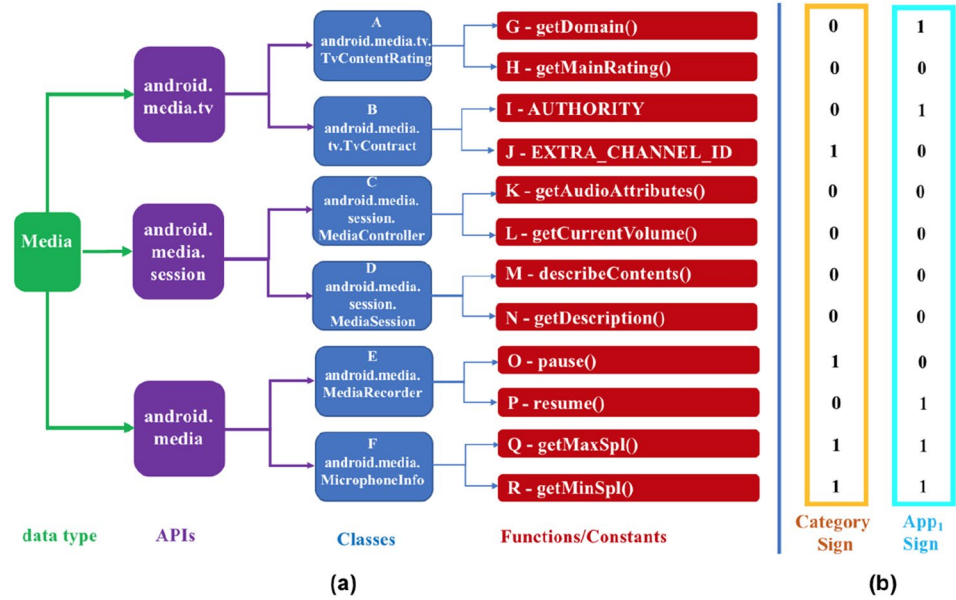 Media
android.
media.tv
android.
media.
session
android.
media
A
android.media.tv.
TvContentRating
B
android.media.
tv.TvContract
C
android.media.
session.
MediaController
D
android.media.
session.
MediaSession
E
android.media.
MediaRecorder
F
android.media.
MicrophoneInfo
G - getDomain()
H - getMainRating()
I - AUTHORITY
J - EXTRA_CHANNEL_ID
K - getAudioAttributes()
L - getCurrentVolume()
M - describeContents()
N - getDescription()
O - pause()
P - resume()
Q - getMaxSpl()
R - getMinSpl()
0 1
0 0
0 1
1 0
0 0
0 0
0 0
0 0
1 0
0 1
1 1
1 1
data type
APIs
Classes
Functions/Constants
Category
Sign
App₁
Sign
(a)
(b)